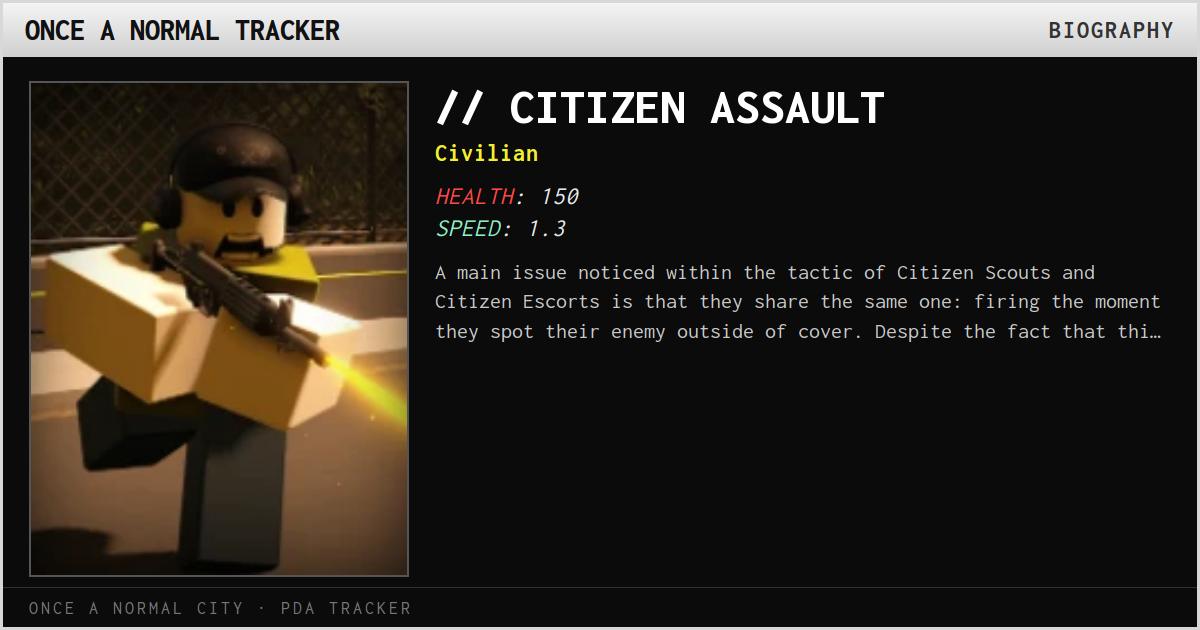 ONCE A NORMAL TRACKER
BIOGRAPHY
// CITIZEN ASSAULT
Civilian
HEALTH: 150
SPEED: 1.3
A main issue noticed within the tactic of Citizen Scouts and
Citizen Escorts is that they share the same one: firing the moment
they spot their enemy outside of cover. Despite the fact that thi…
ONCE A NORMAL CITY · PDA TRACKER